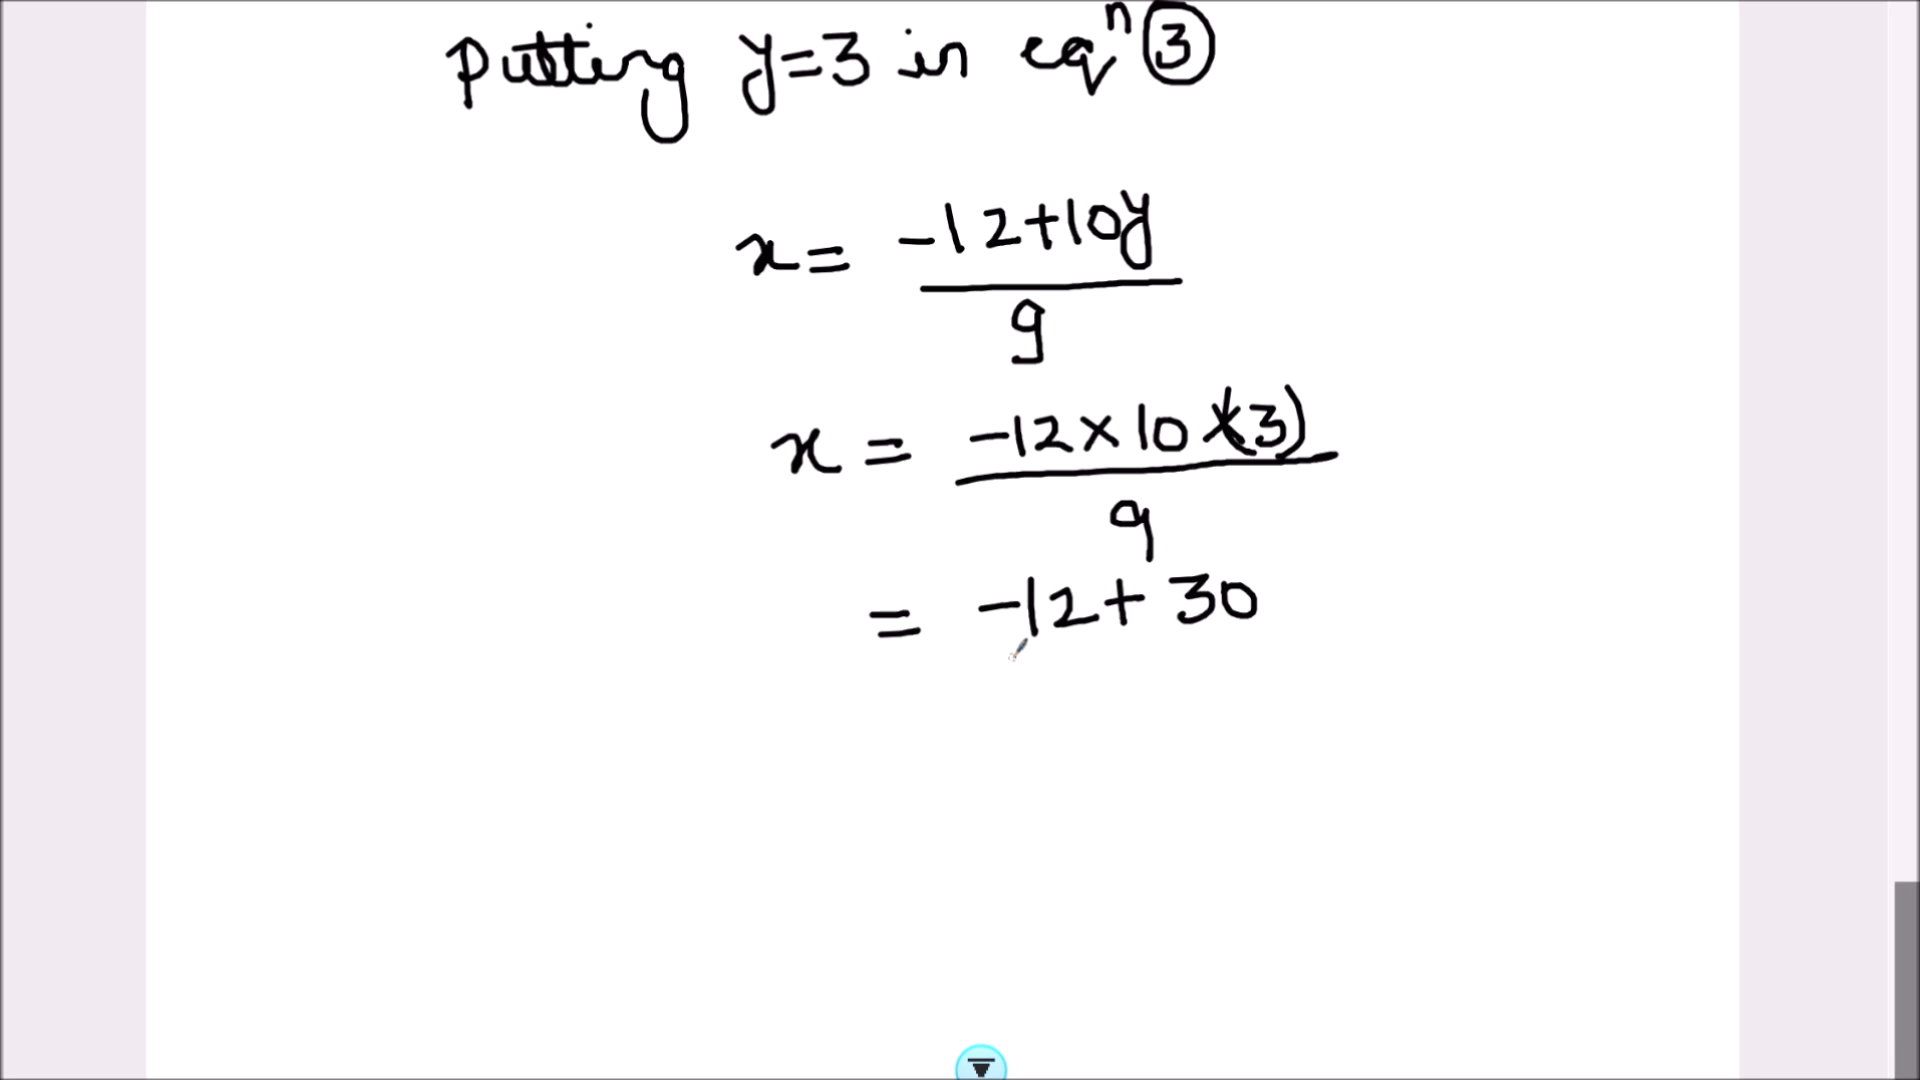 Putting y=3 in eqⁿ ③
x = -12+10y
9
x = -12×10×(3)
9
= -12+30